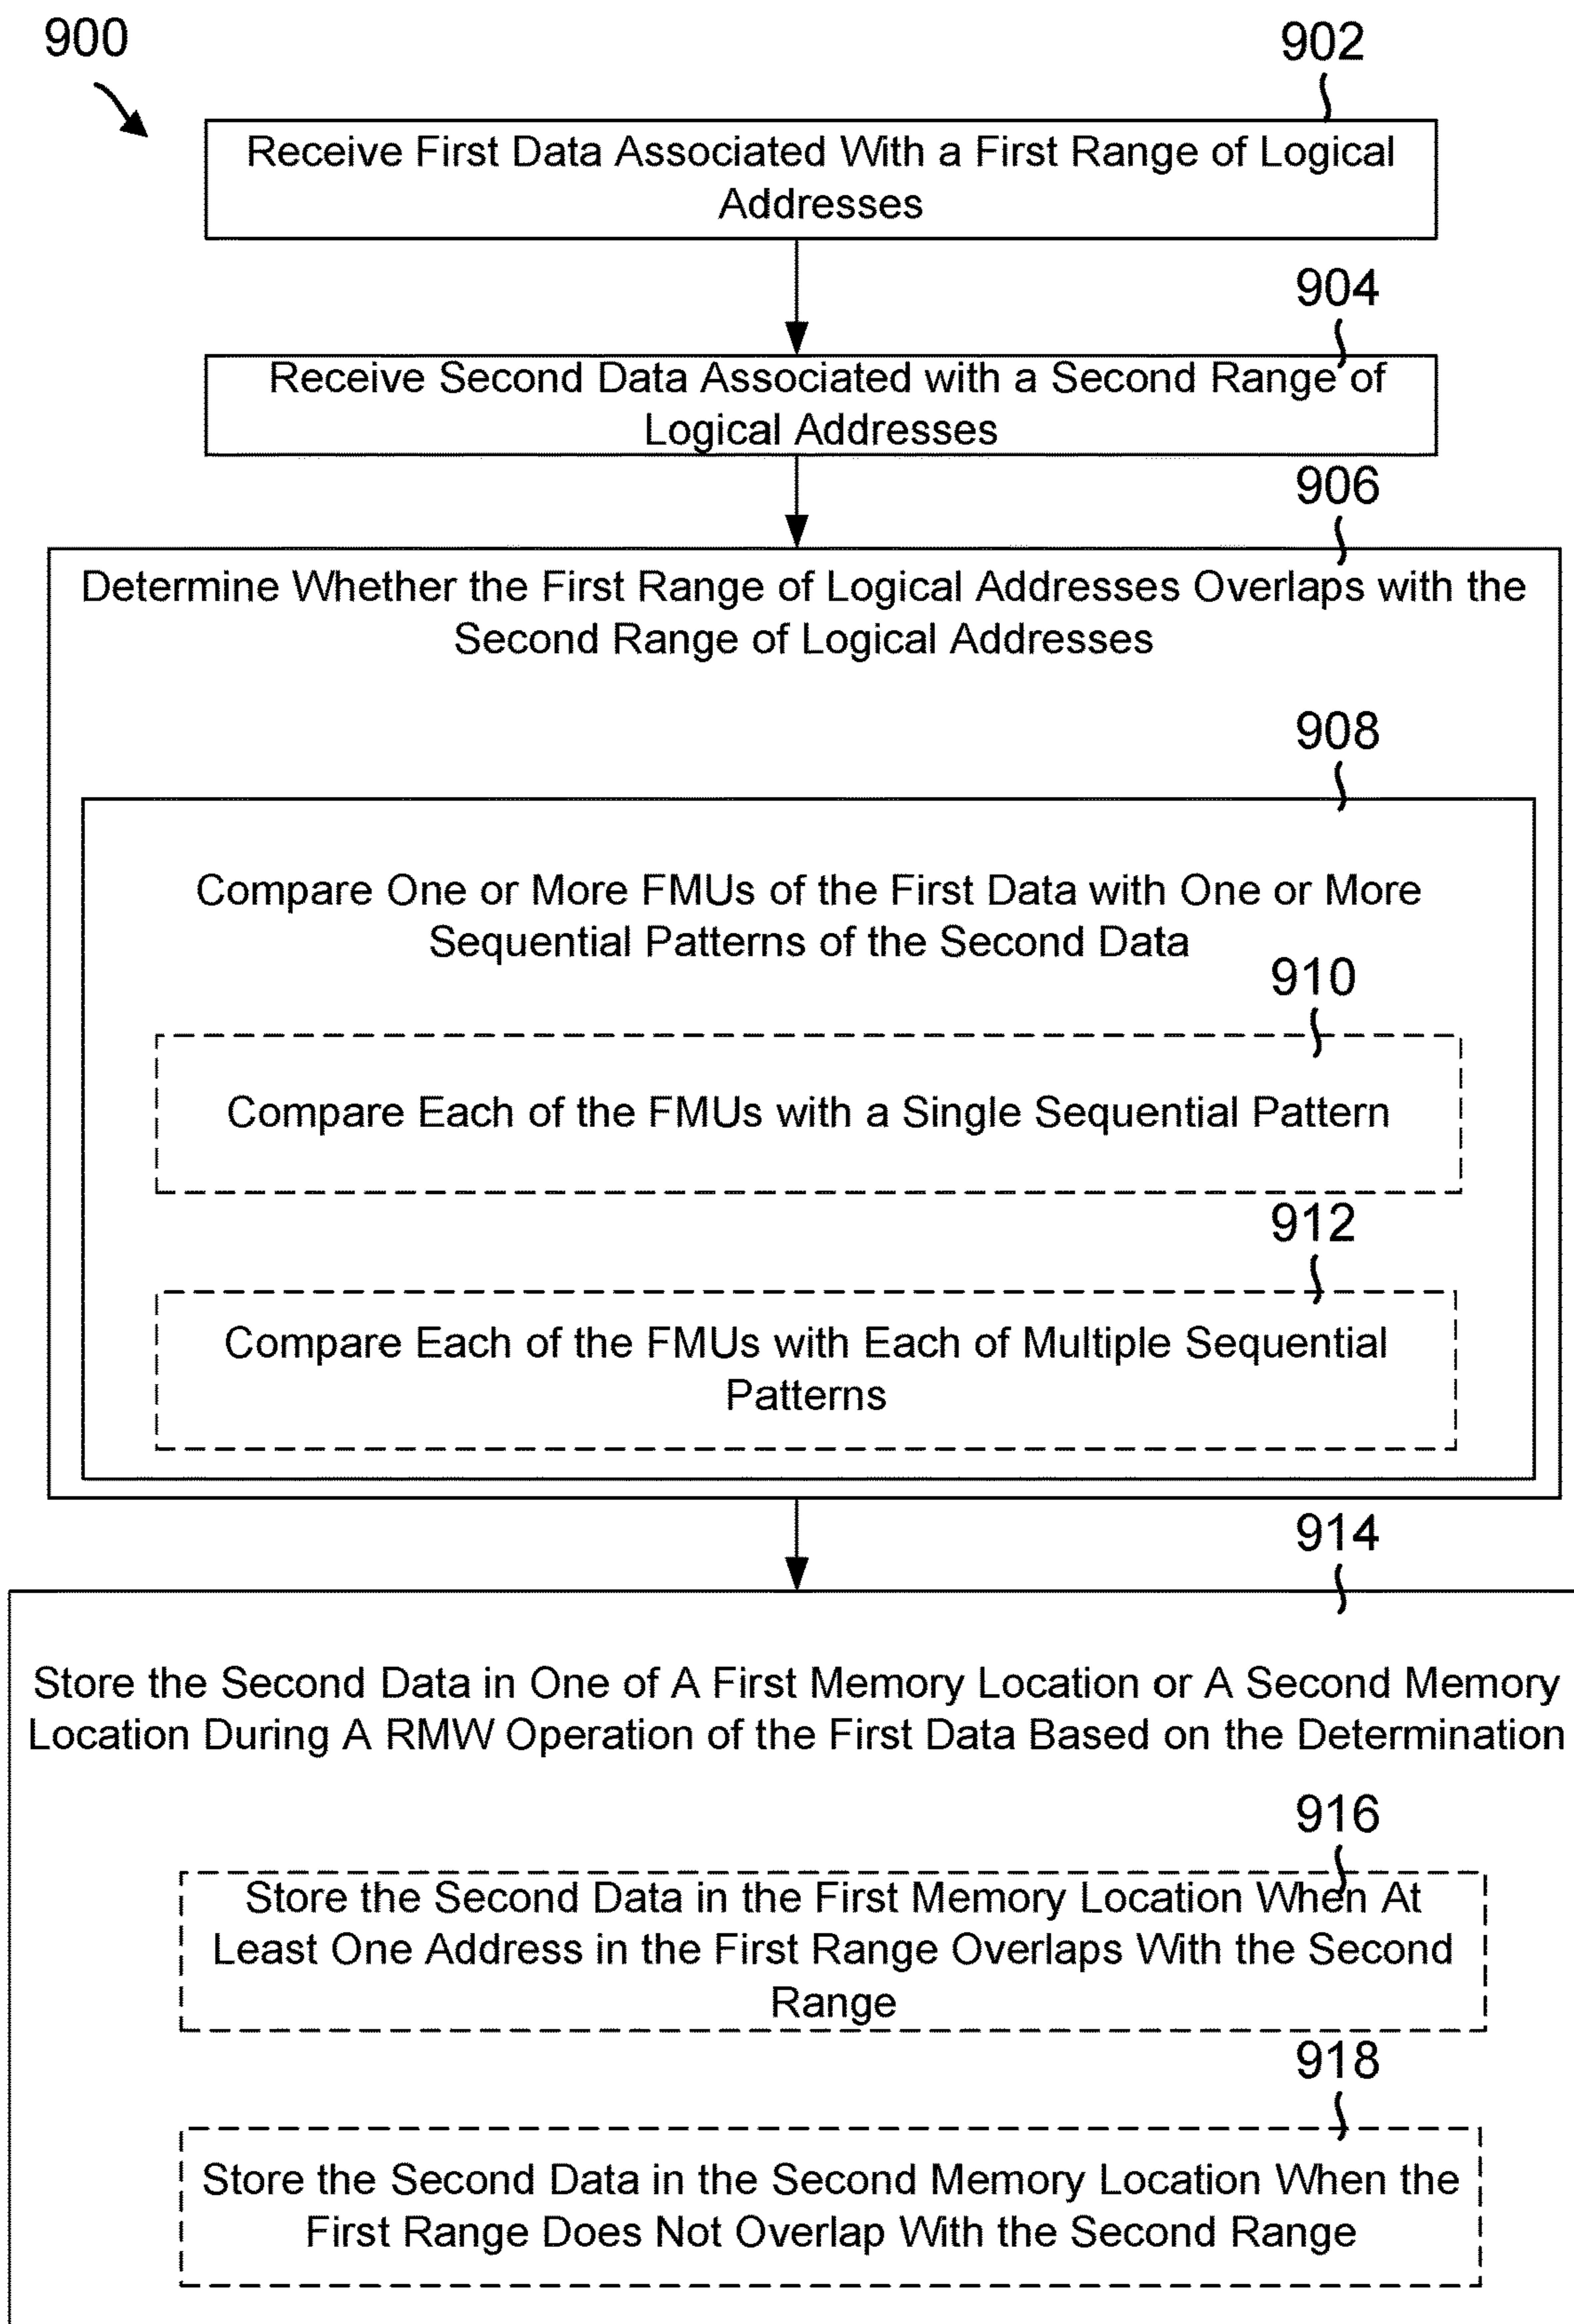 900
902
Receive First Data Associated With a First Range of Logical
Addresses
904
Receive Second Data Associated with a Second Range of
Logical Addresses
906
Determine Whether the First Range of Logical Addresses Overlaps with the
Second Range of Logical Addresses
908
Compare One or More FMUs of the First Data with One or More
Sequential Patterns of the Second Data
910
Compare Each of the FMUs with a Single Sequential Pattern
912
Compare Each of the FMUs with Each of Multiple Sequential
Patterns
914
Store the Second Data in One of A First Memory Location or A Second Memory
Location During A RMW Operation of the First Data Based on the Determination
916
Store the Second Data in the First Memory Location When At
Least One Address in the First Range Overlaps With the Second
Range
918
Store the Second Data in the Second Memory Location When the
First Range Does Not Overlap With the Second Range